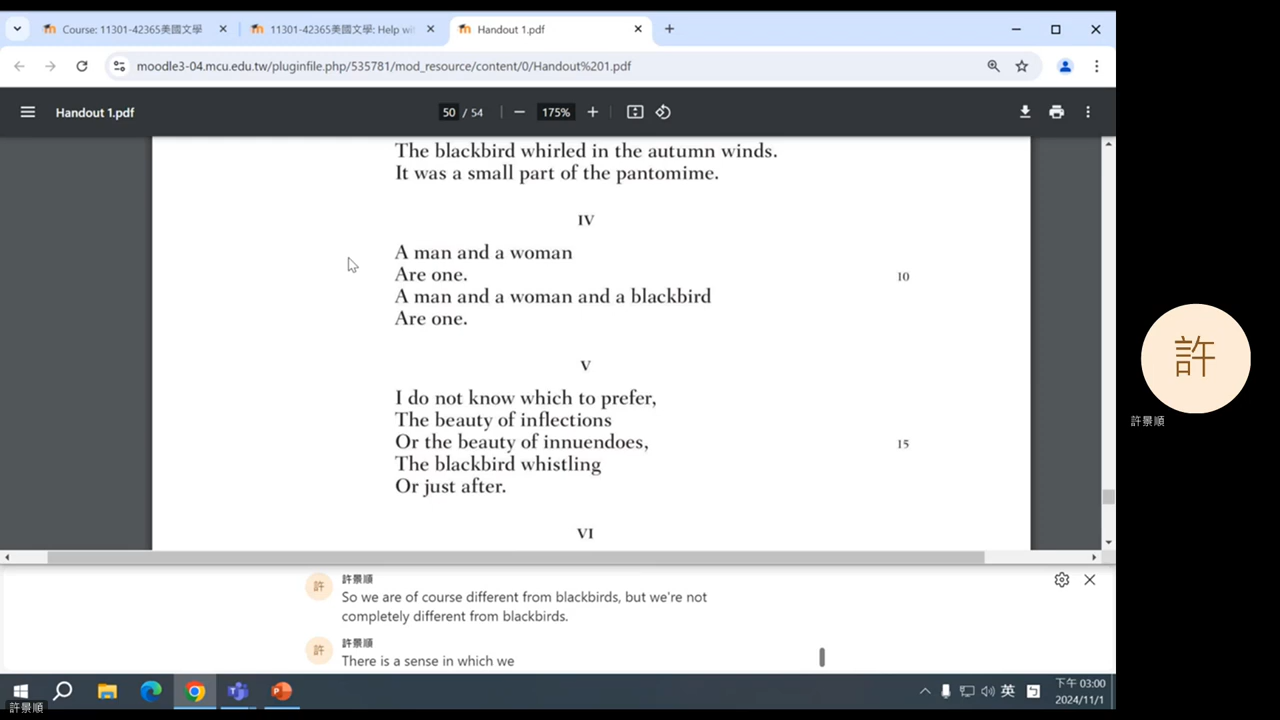 Course: 11301-42365美國文學
11301-42365美國文學: Help wi
Handout 1.pdf
moodle3-04.mcu.edu.tw/pluginfile.php/535781/mod_resource/content/0/Handout%201.pdf
Handout 1.pdf
50 / 54
175%
The blackbird whirled in the autumn winds.
It was a small part of the pantomime.
IV
A man and a woman
Are one.
10
A man and a woman and a blackbird
Are one.
V
I do not know which to prefer,
The beauty of inflections
Or the beauty of innuendoes,
15
The blackbird whistling
Or just after.
VI
許
許景順
許
許景順
So we are of course different from blackbirds, but we're not
completely different from blackbirds.
許
許景順
There is a sense in which we
英
下午 03:00
2024/11/1
許景順